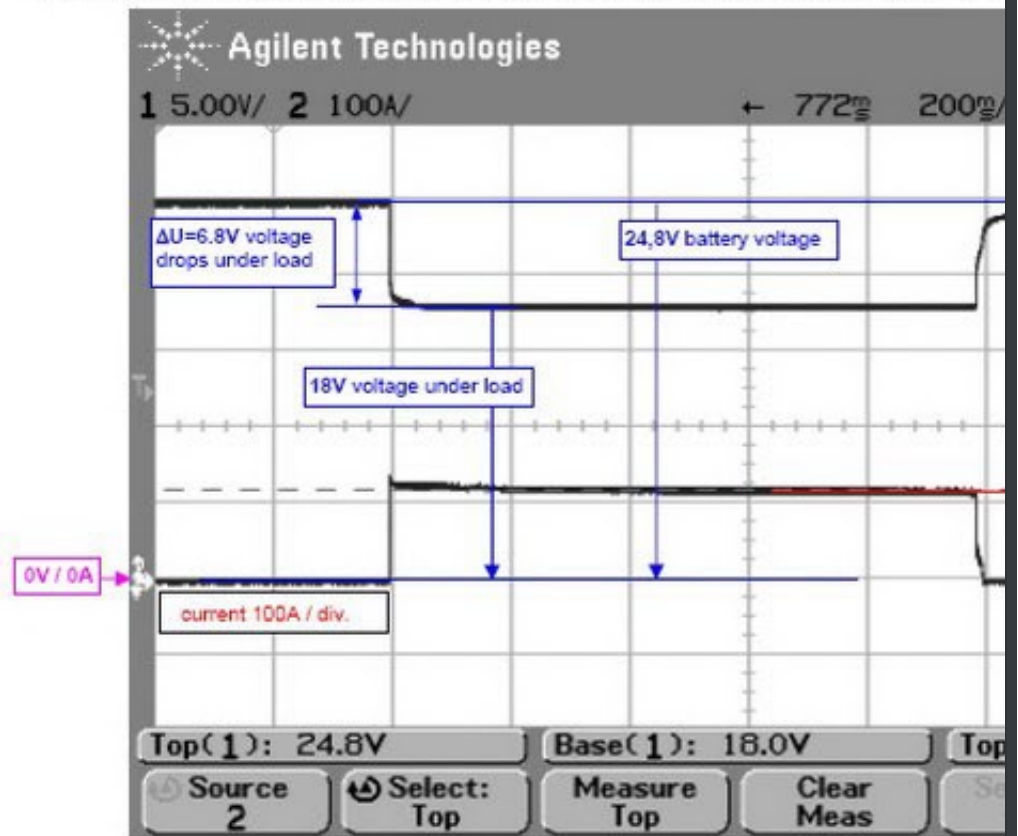 Agilent Technologies
1 5.00V/ 2 100A/ ← 772ms 200ms/
ΔU=6.8V voltage
drops under load
24,8V battery voltage
18V voltage under load
0V / 0A
current 100A / div.
Top(1): 24.8V Base(1): 18.0V Top
Source
2
Select:
Top
Measure
Top
Clear
Meas